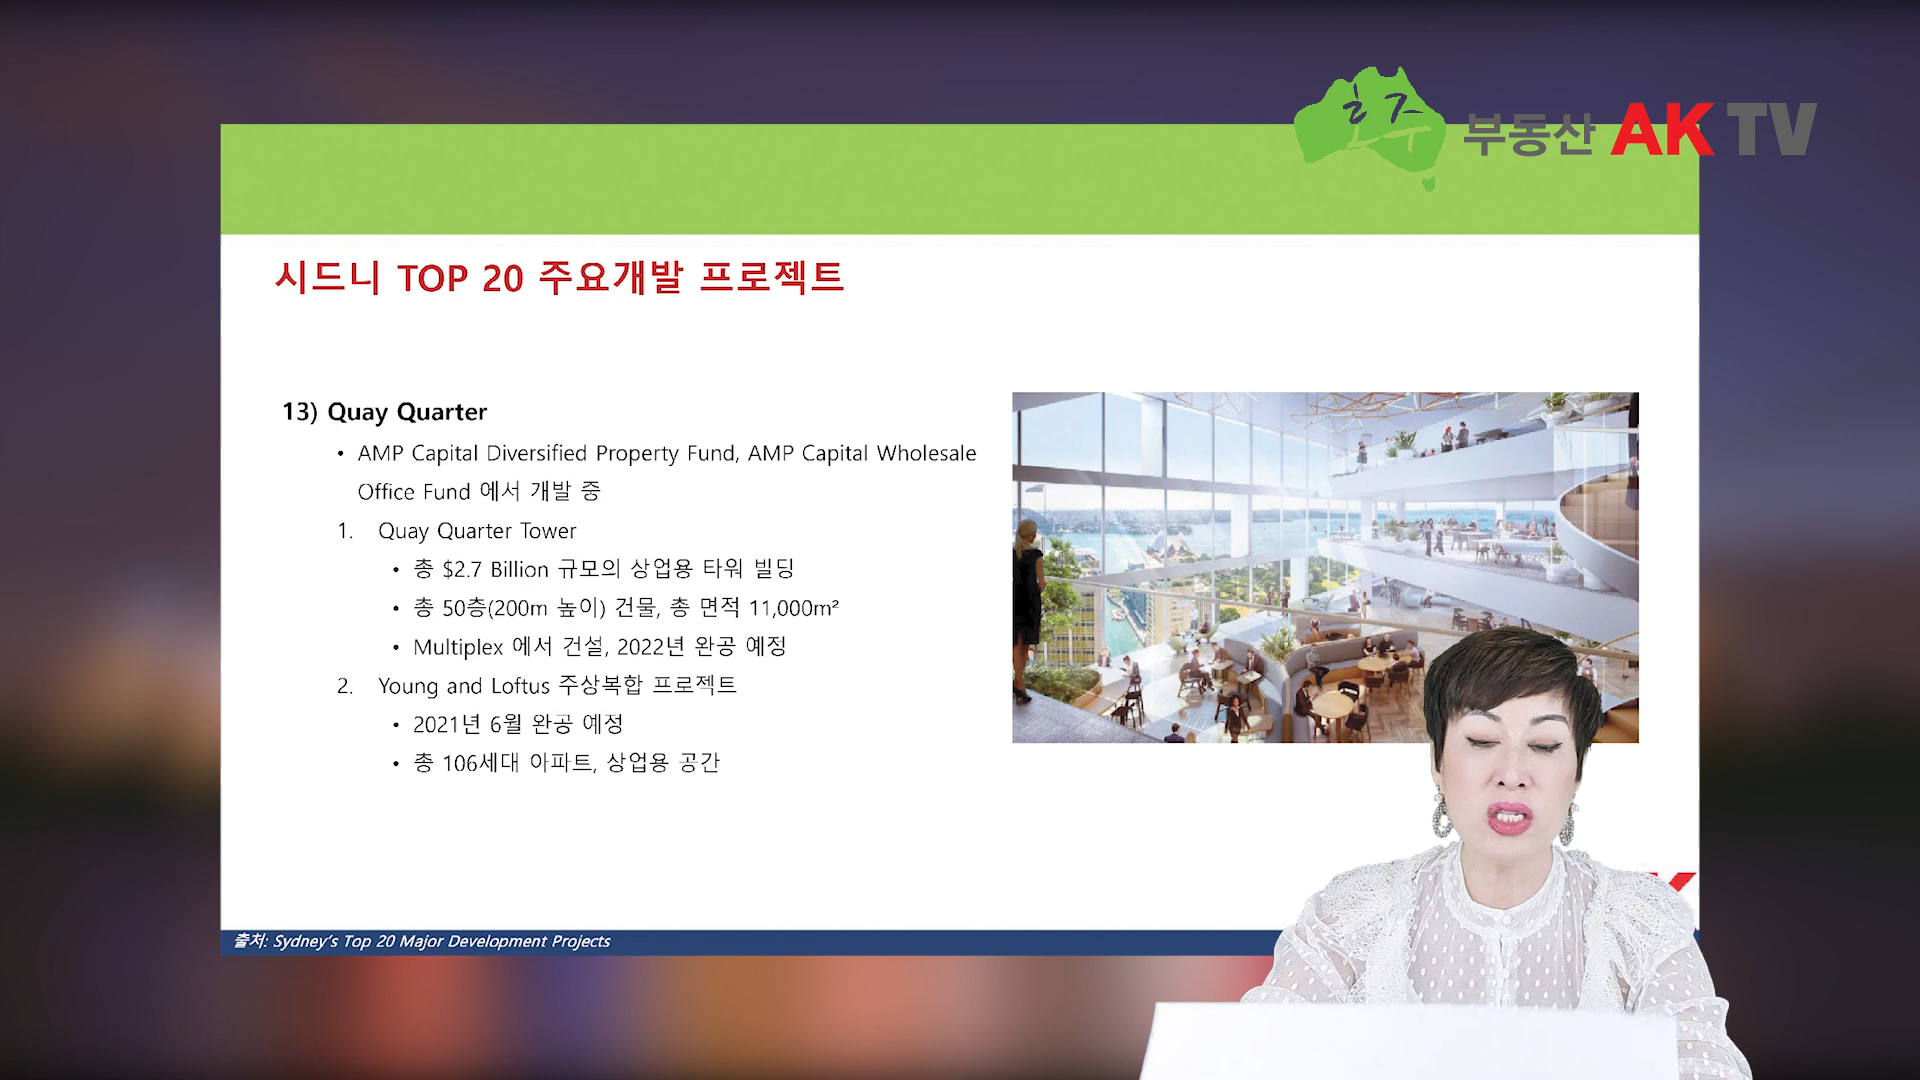 호주 부동산 AK TV
시드니 TOP 20 주요개발 프로젝트
13) Quay Quarter
• AMP Capital Diversified Property Fund, AMP Capital Wholesale
Office Fund 에서 개발 중
1. Quay Quarter Tower
• 총 $2.7 Billion 규모의 상업용 타워 빌딩
• 총 50층(200m 높이) 건물, 총 면적 11,000m²
• Multiplex 에서 건설, 2022년 완공 예정
2. Young and Loftus 주상복합 프로젝트
• 2021년 6월 완공 예정
• 총 106세대 아파트, 상업용 공간
출처: Sydney’s Top 20 Major Development Projects